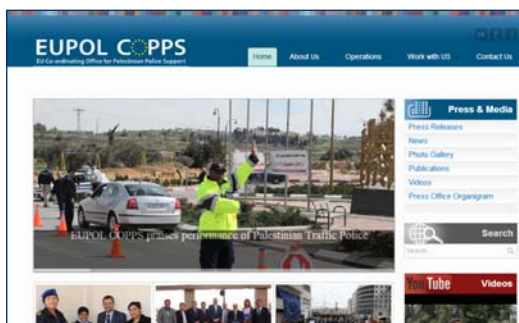 EUPOL COPPS
EU Co-ordinating Office for Palestinian Police Support
Home About Us Operations Work with US Contact Us
Press & Media
Press Releases
News
Photo Gallery
Publications
Videos
Press Office Organigram
EUPOL COPPS praises performance of Palestinian Traffic Police
Search
Search...
YouTube Videos